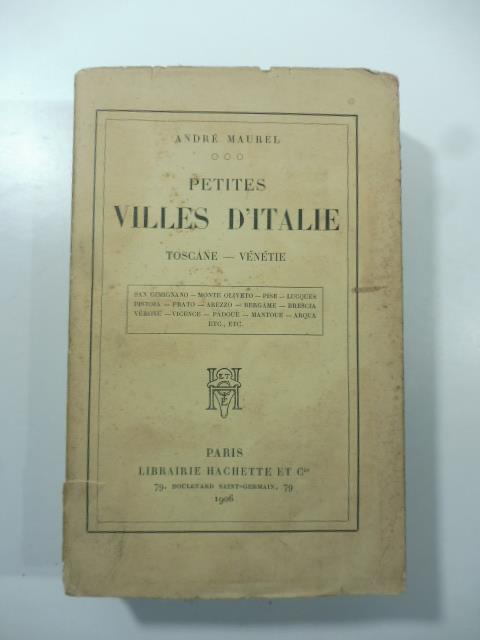 ANDRÉ MAUREL
PETITES
VILLES D'ITALIE
TOSCANE — VÉNÉTIE
SAN GIMIGNANO — MONTE OLIVETO — PISE — LUCQUES
PISTOIA — PRATO — AREZZO — BERGAME — BRESCIA
VÉRONE — VICENCE — PADOUE — MANTOUE — ARQUA
ETC., ETC.
PARIS
LIBRAIRIE HACHETTE ET Cie
79, BOULEVARD SAINT-GERMAIN, 79
1906